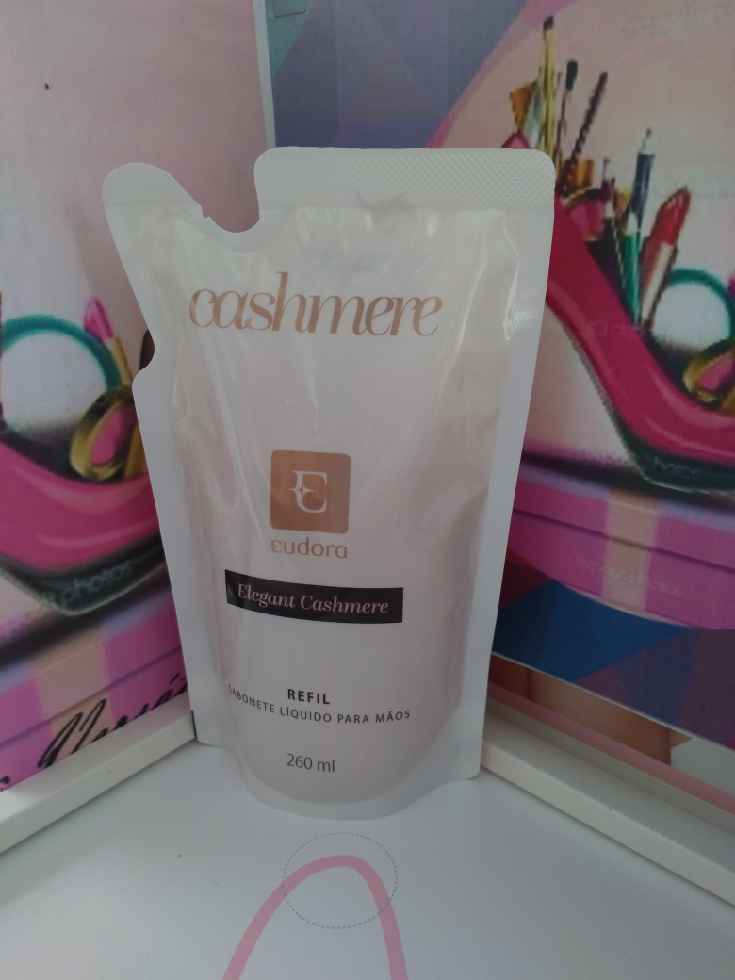 cashmere
E
eudora
Elegant Cashmere
REFIL
SABONETE LÍQUIDO PARA MÃOS
260 ml